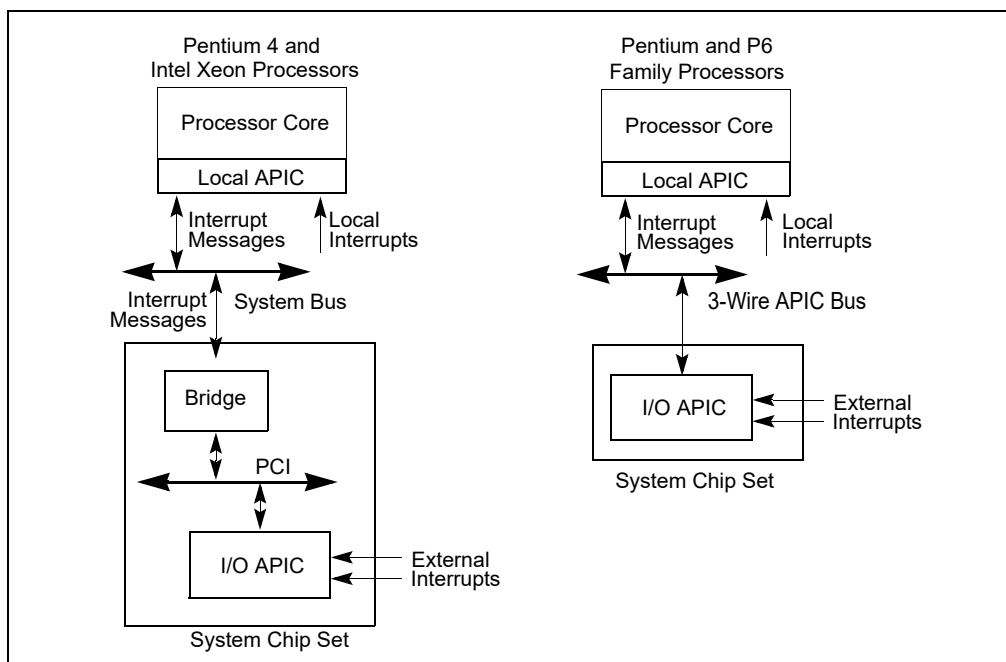 Pentium 4 and
Intel Xeon Processors
Processor Core
Local APIC
Interrupt
Messages
Local
Interrupts
Interrupt
Messages
System Bus
Bridge
PCI
I/O APIC
External
Interrupts
System Chip Set
Pentium and P6
Family Processors
Processor Core
Local APIC
Interrupt
Messages
Local
Interrupts
3-Wire APIC Bus
I/O APIC
External
Interrupts
System Chip Set